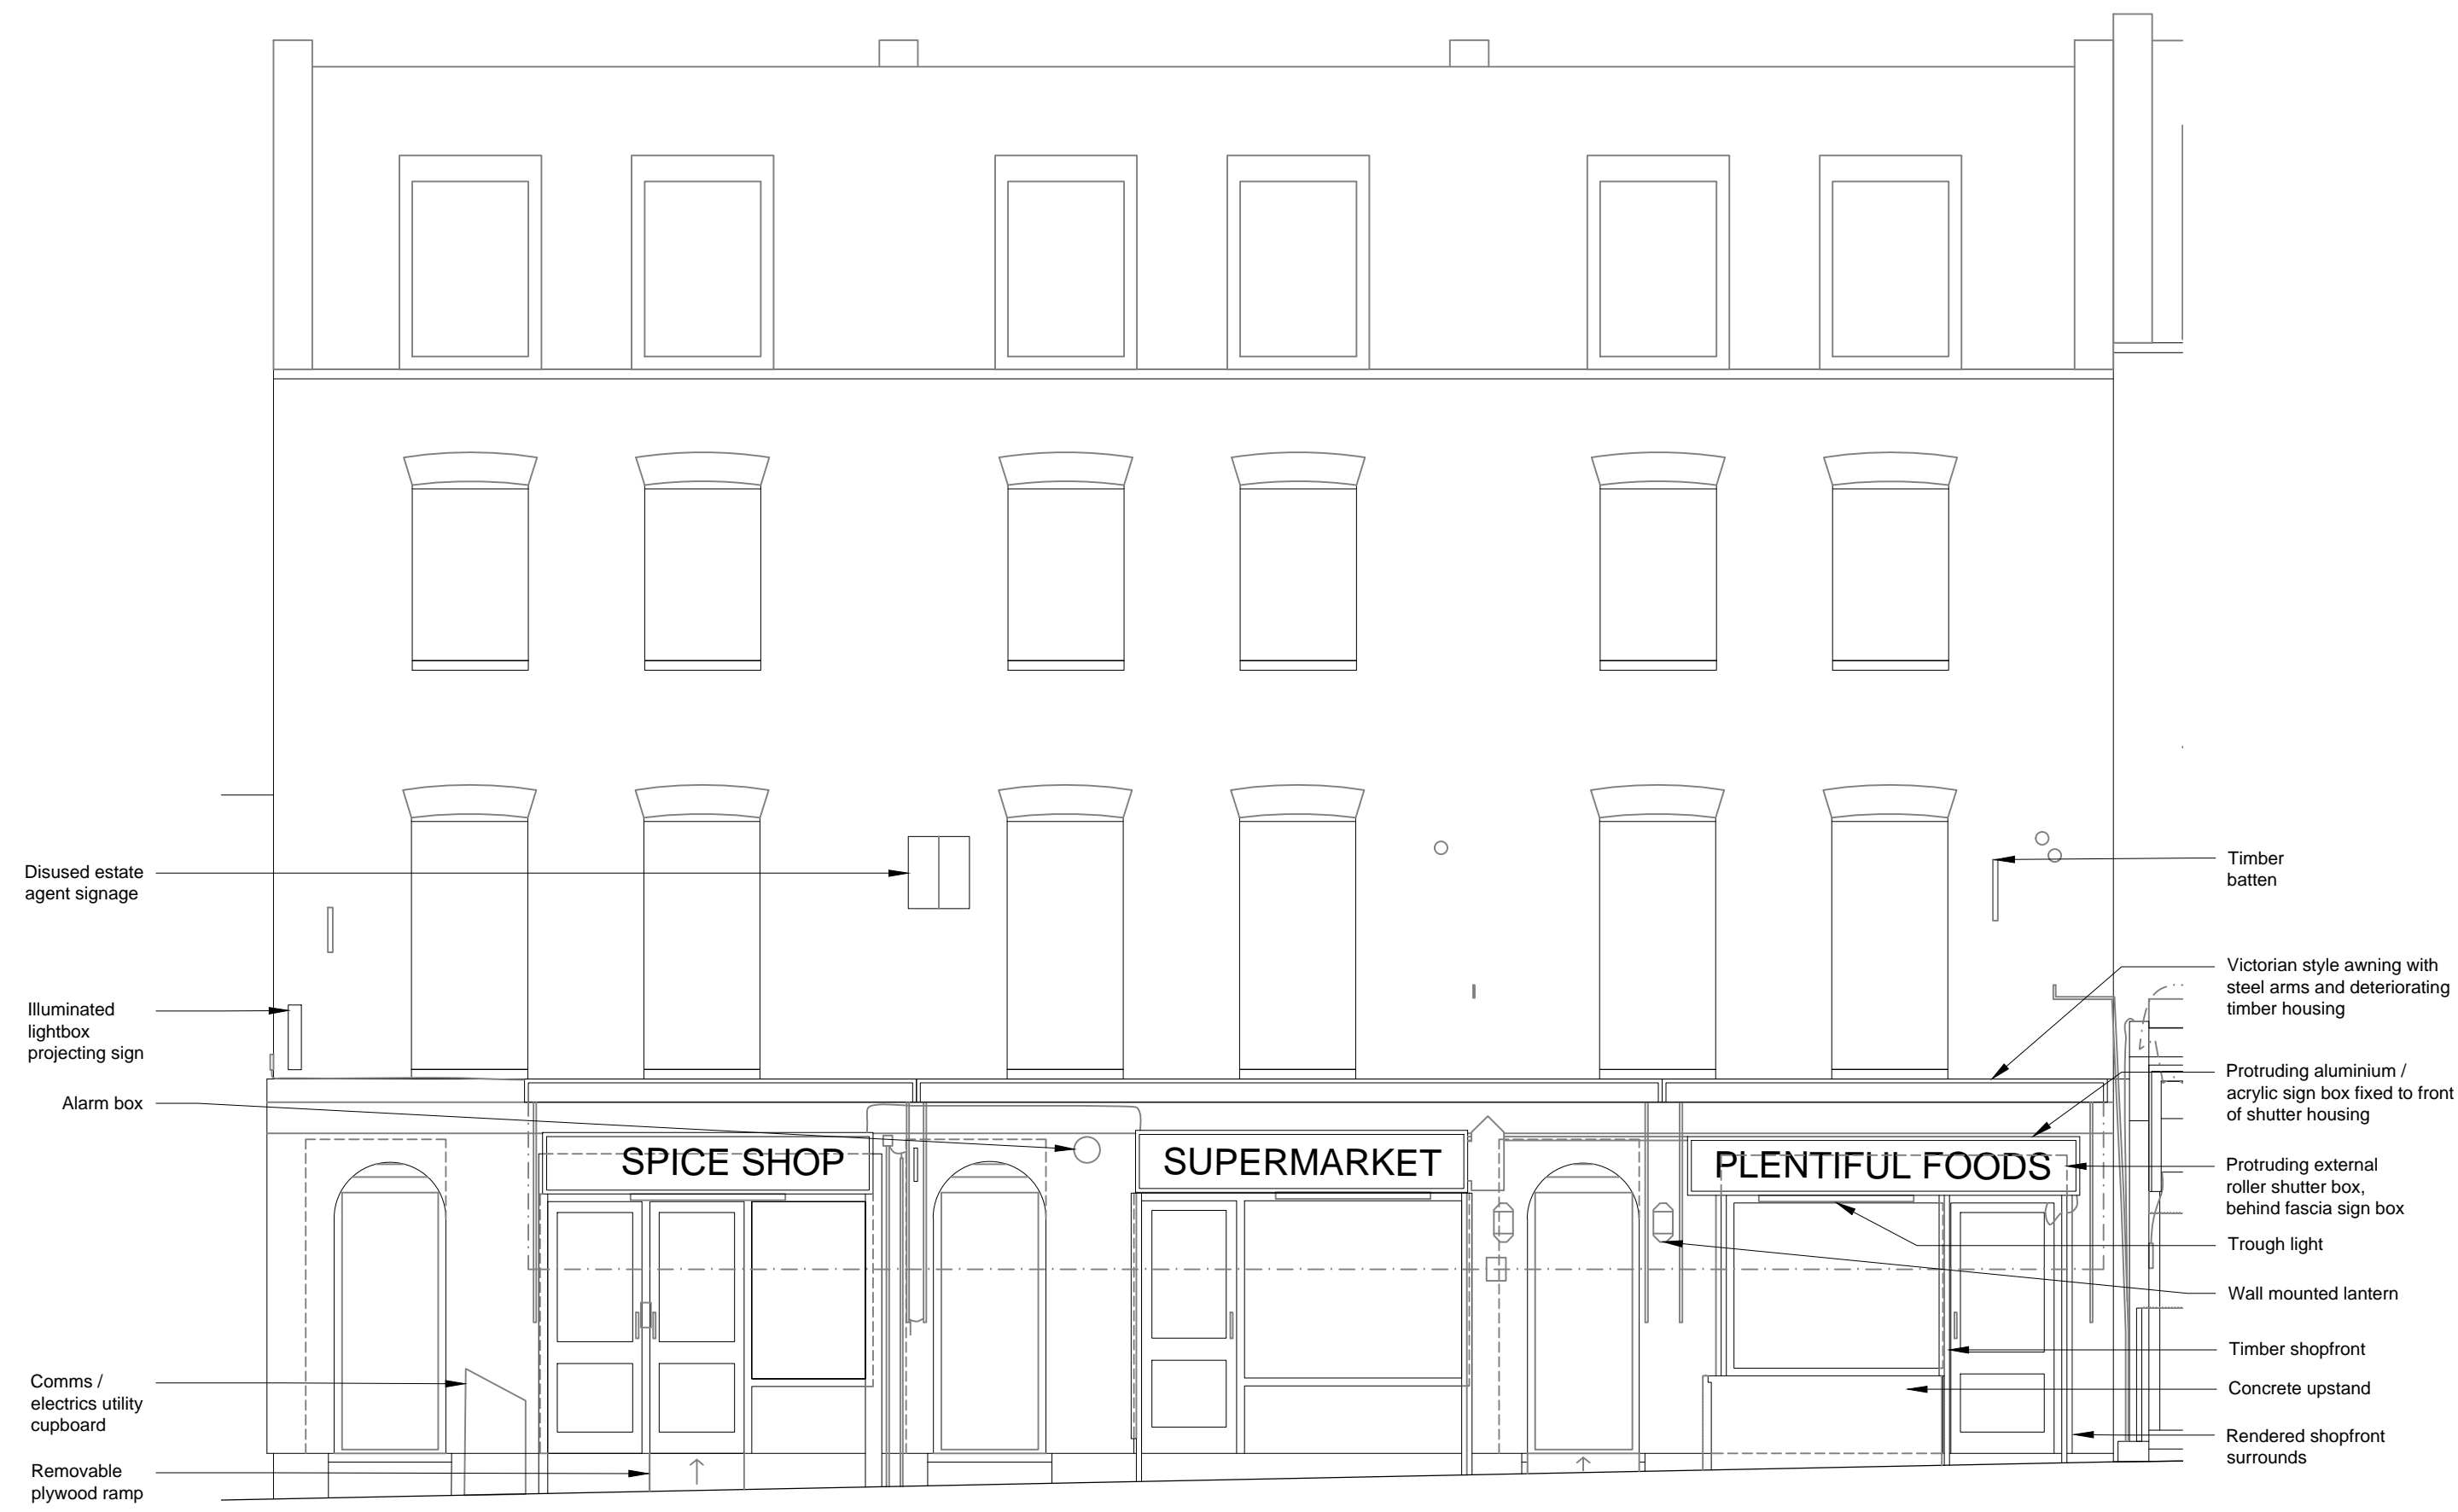 Disused estate
agent signage
Illuminated
lightbox
projecting sign
Alarm box
Comms /
electrics utility
cupboard
Removable
plywood ramp
SPICE SHOP
SUPERMARKET
PLENTIFUL FOODS
Timber
batten
Victorian style awning with
steel arms and deteriorating
timber housing
Protruding aluminium /
acrylic sign box fixed to front
of shutter housing
Protruding external
roller shutter box,
behind fascia sign box
Trough light
Wall mounted lantern
Timber shopfront
Concrete upstand
Rendered shopfront
surrounds